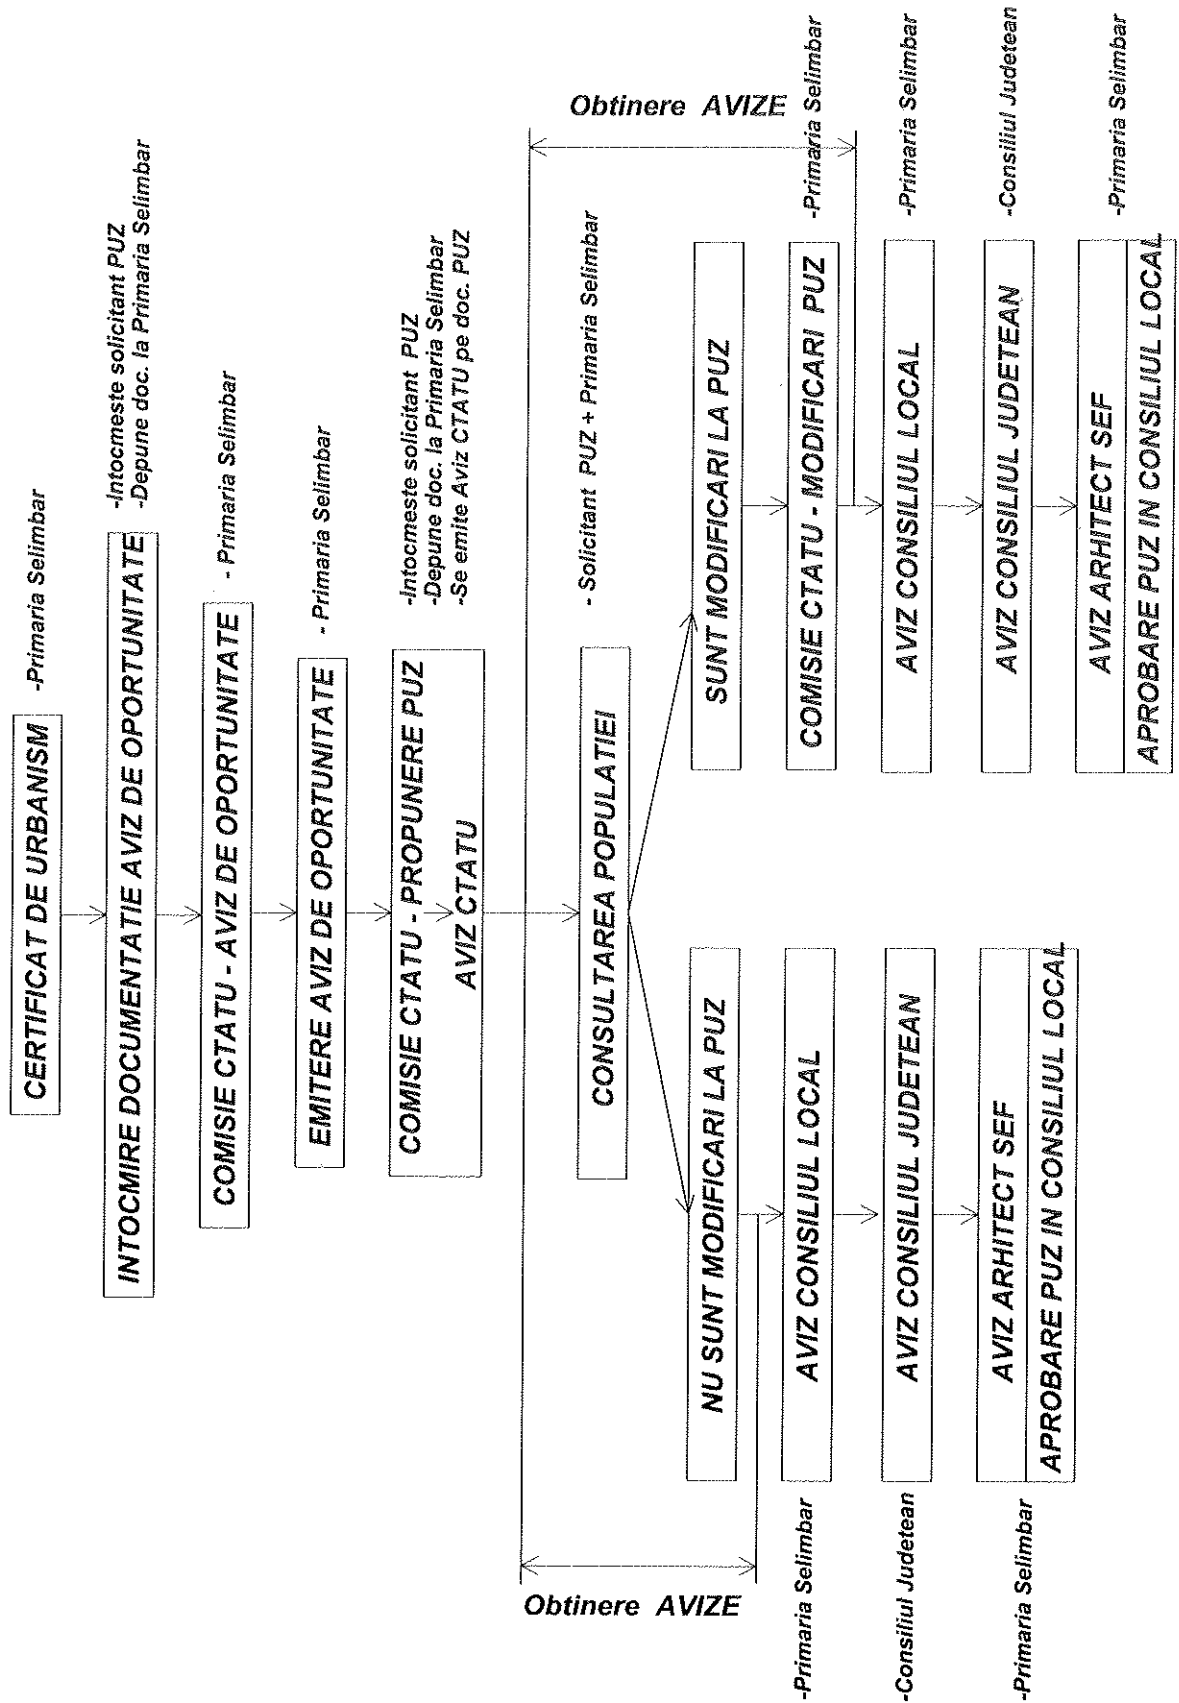 CERTIFICAT DE URBANISM
-Primaria Selimbar
INTOCMIRE DOCUMENTATIE AVIZ DE OPORTUNITATE
-Intocmeste solicitant PUZ
-Depune doc. la Primaria Selimbar
COMISIE CTATU - AVIZ DE OPORTUNITATE
- Primaria Selimbar
EMITERE AVIZ DE OPORTUNITATE
- Primaria Selimbar
COMISIE CTATU - PROPUNERE PUZ
AVIZ CTATU
-Intocmeste solicitant PUZ
-Depune doc. la Primaria Selimbar
-Se emite Aviz CTATU pe doc. PUZ
CONSULTAREA POPULATIEI
- Solicitant PUZ + Primaria Selimbar
Obtinere AVIZE
NU SUNT MODIFICARI LA PUZ
-Primaria Selimbar
AVIZ CONSILIUL LOCAL
-Consiliul Judetean
AVIZ CONSILIUL JUDETEAN
-Primaria Selimbar
AVIZ ARHITECT SEF
APROBARE PUZ IN CONSILIUL LOCAL
Obtinere AVIZE
SUNT MODIFICARI LA PUZ
COMISIE CTATU - MODIFICARI PUZ
-Primaria Selimbar
AVIZ CONSILIUL LOCAL
-Primaria Selimbar
AVIZ CONSILIUL JUDETEAN
-Consiliul Judetean
AVIZ ARHITECT SEF
APROBARE PUZ IN CONSILIUL LOCAL
-Primaria Selimbar